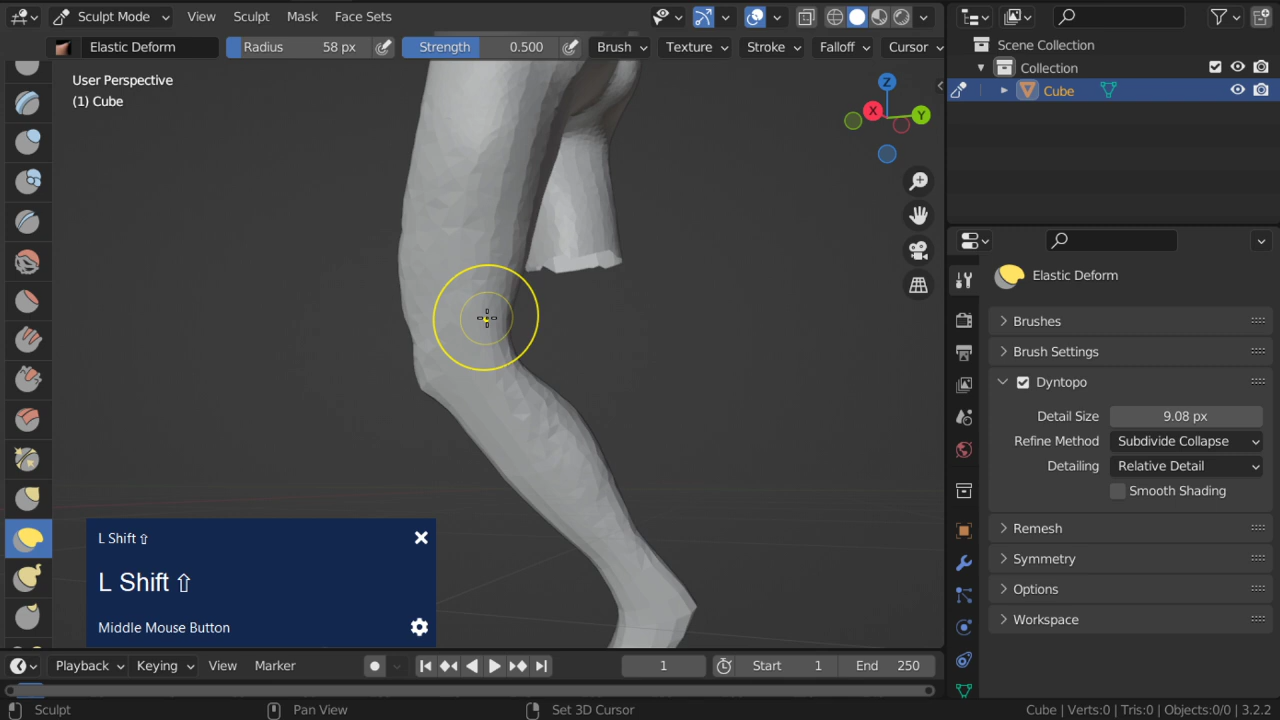 Sculpt Mode View Sculpt Mask Face Sets
Elastic Deform Radius 58 px Strength 0.500 Brush Texture Stroke Falloff Cursor
User Perspective
(1) Cube
Z
X
Y
Scene Collection
Collection
Cube
Elastic Deform
Brushes
Brush Settings
Dyntopo
Detail Size 9.08 px
Refine Method Subdivide Collapse
Detailing Relative Detail
Smooth Shading
Remesh
Symmetry
Options
Workspace
L Shift ⇧
L Shift ⇧
Middle Mouse Button
Playback Keying View Marker 1 Start 1 End 250
Sculpt Pan View Set 3D Cursor Cube | Verts:0 | Tris:0 | Objects:0/0 | 3.2.2